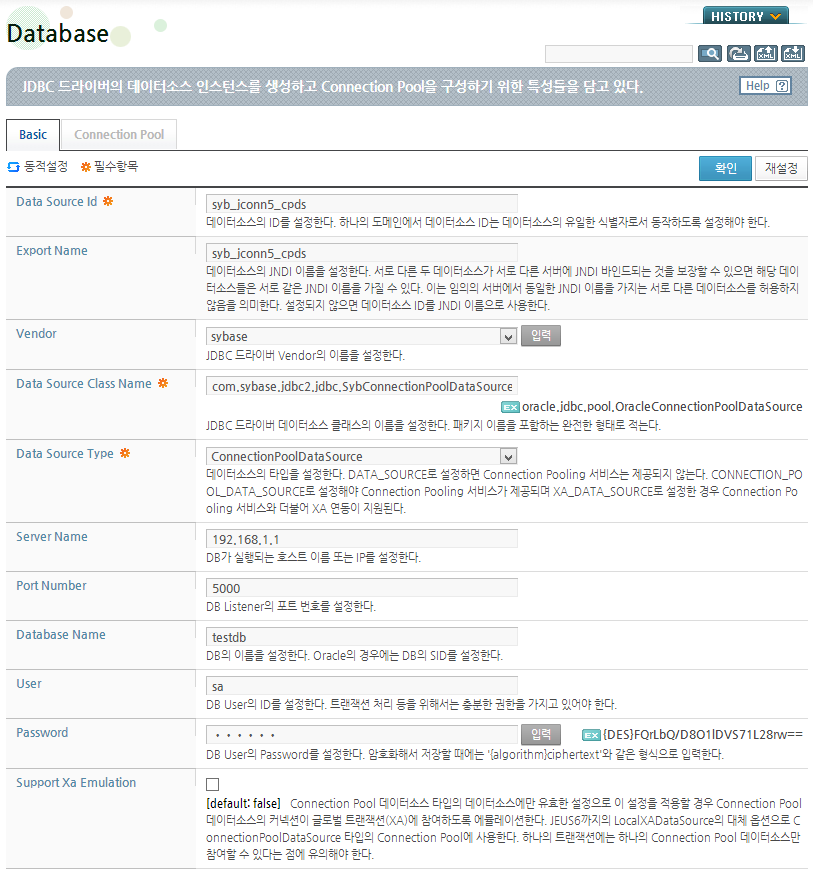 HISTORY
Database
JDBC 드라이버의 데이터소스 인스턴스를 생성하고 Connection Pool을 구성하기 위한 특성들을 담고 있다.
Help ?
Basic
Connection Pool
동적설정 필수항목
확인 재설정
Data Source Id
syb_jconn5_cpds
데이터소스의 ID를 설정한다. 하나의 도메인에서 데이터소스 ID는 데이터소스의 유일한 식별자로서 동작하도록 설정해야 한다.
Export Name
syb_jconn5_cpds
데이터소스의 JNDI 이름을 설정한다. 서로 다른 두 데이터소스가 서로 다른 서버에 JNDI 바인드되는 것을 보장할 수 있으면 해당 데이
터소스들은 서로 같은 JNDI 이름을 가질 수 있다. 이는 임의의 서버에서 동일한 JNDI 이름을 가지는 서로 다른 데이터소스를 허용하지
않음을 의미한다. 설정되지 않으면 데이터소스 ID를 JNDI 이름으로 사용한다.
Vendor
sybase
입력
JDBC 드라이버 Vendor의 이름을 설정한다.
Data Source Class Name
com.sybase.jdbc2.jdbc.SybConnectionPoolDataSource
EX oracle.jdbc.pool.OracleConnectionPoolDataSource
JDBC 드라이버 데이터소스 클래스의 이름을 설정한다. 패키지 이름을 포함하는 완전한 형태로 적는다.
Data Source Type
ConnectionPoolDataSource
데이터소스의 타입을 설정한다. DATA_SOURCE로 설정하면 Connection Pooling 서비스는 제공되지 않는다. CONNECTION_PO
OL_DATA_SOURCE로 설정해야 Connection Pooling 서비스가 제공되며 XA_DATA_SOURCE로 설정한 경우 Connection Po
oling 서비스와 더불어 XA 연동이 지원된다.
Server Name
192.168.1.1
DB가 실행되는 호스트 이름 또는 IP를 설정한다.
Port Number
5000
DB Listener의 포트 번호를 설정한다.
Database Name
testdb
DB의 이름을 설정한다. Oracle의 경우에는 DB의 SID를 설정한다.
User
sa
DB User의 ID를 설정한다. 트랜잭션 처리 등을 위해서는 충분한 권한을 가지고 있어야 한다.
Password
••••••
입력
EX {DES}FQrLbQ/D8O1lDVS71L28rw==
DB User의 Password를 설정한다. 암호화해서 저장할 때에는 '{algorithm}ciphertext'와 같은 형식으로 입력한다.
Support Xa Emulation
[default: false] Connection Pool 데이터소스 타입의 데이터소스에만 유효한 설정으로 이 설정을 적용할 경우 Connection Pool
데이터소스의 커넥션이 글로벌 트랜잭션(XA)에 참여하도록 에뮬레이션한다. JEUS6까지의 LocalXADataSource의 대체 옵션으로 C
onnectionPoolDataSource 타입의 Connection Pool에 사용한다. 하나의 트랜잭션에는 하나의 Connection Pool 데이터소스만
참여할 수 있다는 점에 유의해야 한다.